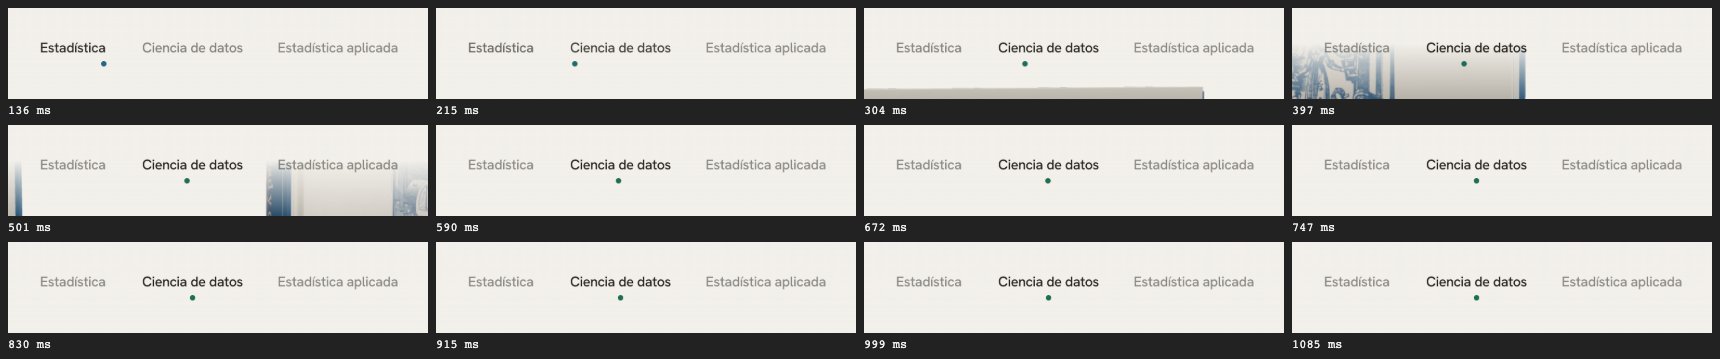 Estadística Ciencia de datos Estadística aplicada
136 ms
Estadística Ciencia de datos Estadística aplicada
215 ms
Estadística Ciencia de datos Estadística aplicada
304 ms
Estadística Ciencia de datos Estadística aplicada
397 ms
Estadística Ciencia de datos Estadística aplicada
501 ms
Estadística Ciencia de datos Estadística aplicada
590 ms
Estadística Ciencia de datos Estadística aplicada
672 ms
Estadística Ciencia de datos Estadística aplicada
747 ms
Estadística Ciencia de datos Estadística aplicada
830 ms
Estadística Ciencia de datos Estadística aplicada
915 ms
Estadística Ciencia de datos Estadística aplicada
999 ms
Estadística Ciencia de datos Estadística aplicada
1085 ms